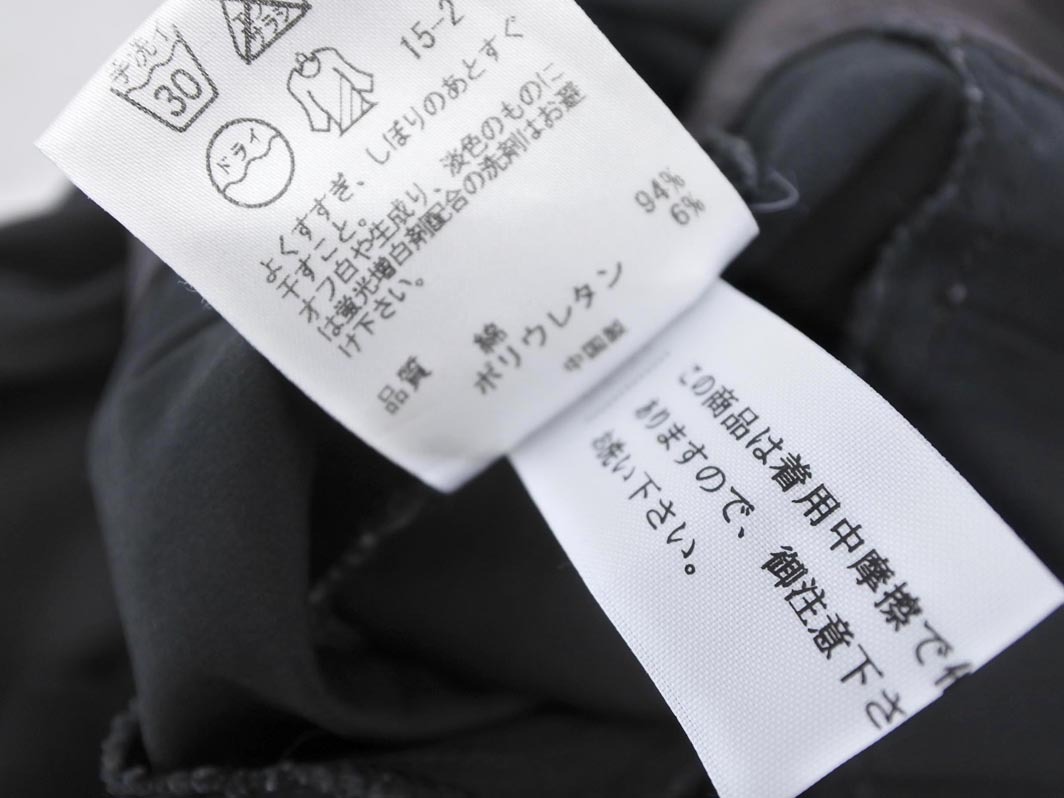 手洗イ
30
ドライ
15-2
よくすすぎ、しぼりのあとすぐ
干すこと。
オフ白や生成り、淡色のものに
は蛍光増白剤配合の洗剤はお避
け下さい。
品質 綿 94%
ポリウレタン 6%
中国製
この商品は着用中摩擦で
ありますので、御注意下さ
お洗い下さい。